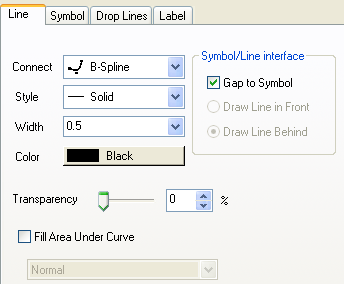 Line Symbol Drop Lines Label
Connect B-Spline
Style Solid
Width 0.5
Color Black
Symbol/Line interface
Gap to Symbol
Draw Line in Front
Draw Line Behind
Transparency 0 %
Fill Area Under Curve
Normal